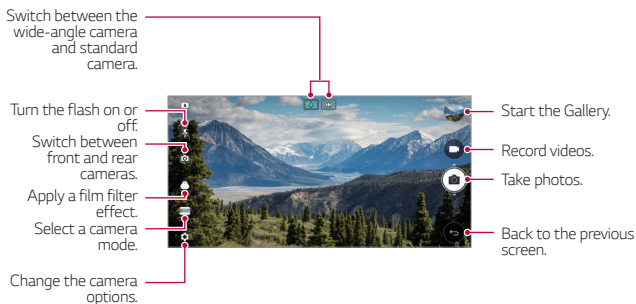 Switch between the
wide-angle camera
and standard
camera.
Turn the flash on or
off.
Switch between
front and rear
cameras.
Apply a film filter
effect.
Select a camera
mode.
Change the camera
options.
Start the Gallery.
Record videos.
Take photos.
Back to the previous
screen.